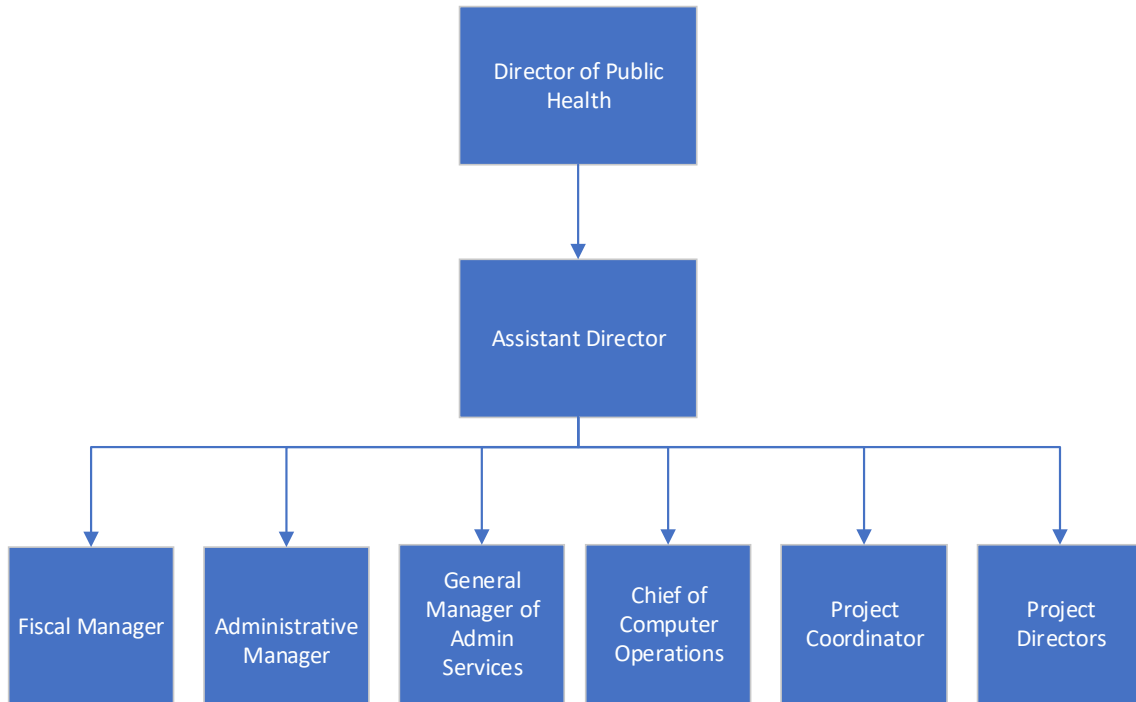 Director of Public
Health
Assistant Director
Fiscal Manager
Administrative
Manager
General
Manager of
Admin
Services
Chief of
Computer
Operations
Project
Coordinator
Project
Directors